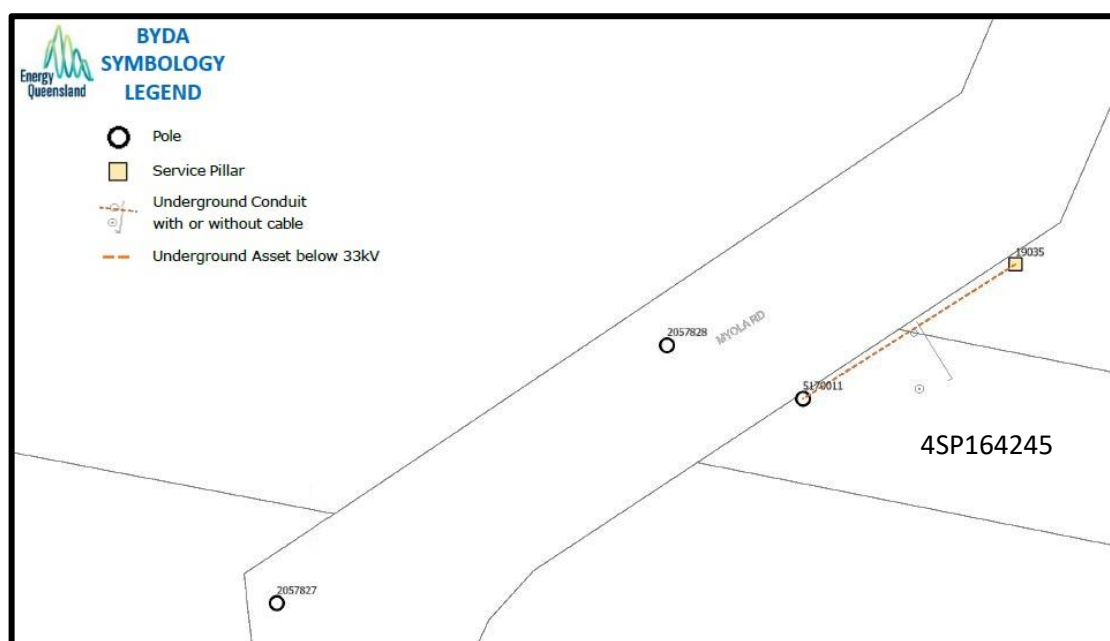 Energy
Queensland
BYDA
SYMBOLOGY
LEGEND
Pole
Service Pillar
Underground Conduit
with or without cable
Underground Asset below 33kV
19035
2057828
MYOLA RD
5170011
4SP164245
2057827